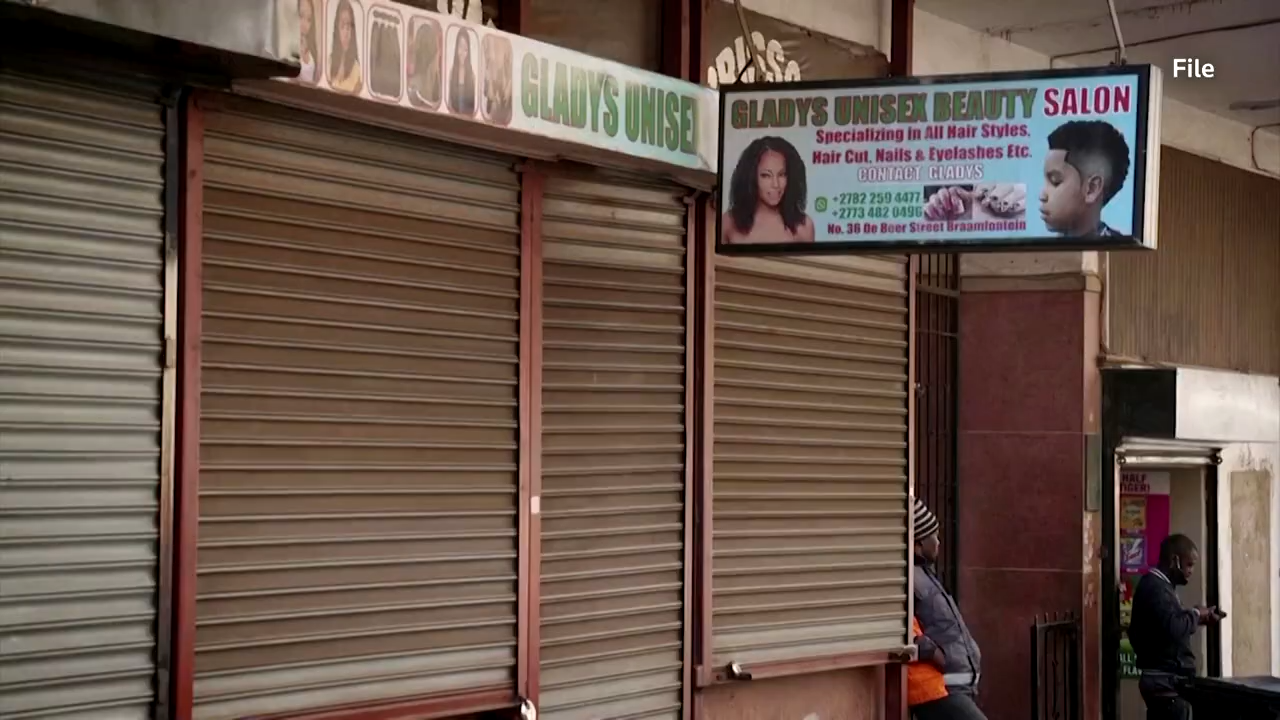 File
GLADYS UNISEX BEAUTY SALON
Specializing In All Hair Styles,
Hair Cut, Nails & Eyelashes Etc.
CONTACT GLADYS
+2782 259 4477
+2773 482 0496
No. 36 De Beer Street Braamfontein
GLADYS UNISE
HALF